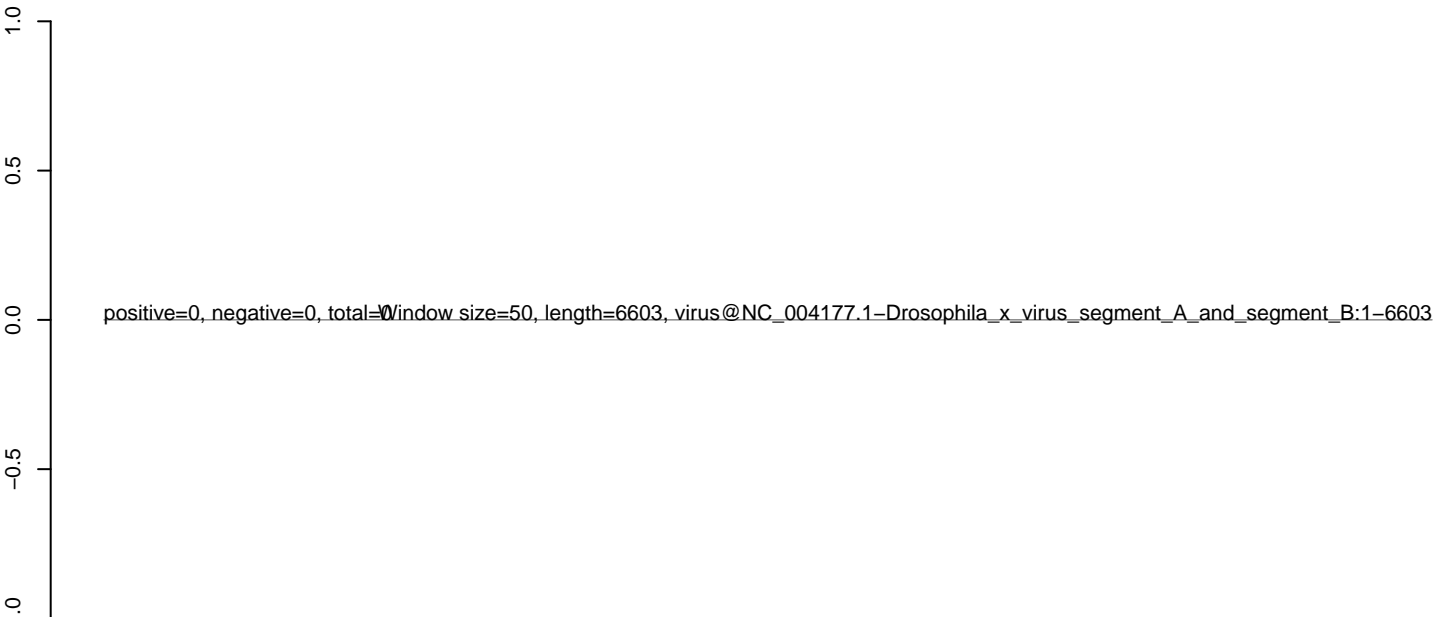 1.0
0.5
0.0
positive=0, negative=0, total=0
Window size=50, length=6603, virus@NC_004177.1−Drosophila_x_virus_segment_A_and_segment_B:1−6603
−0.5
.0